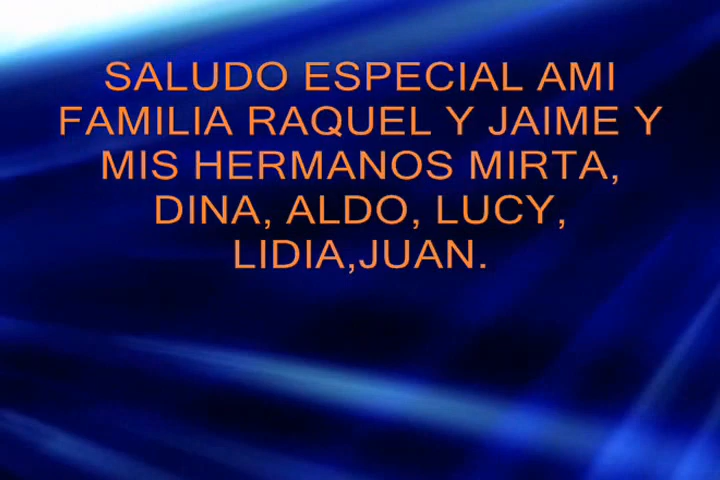 SALUDO ESPECIAL AMI
FAMILIA RAQUEL Y JAIME Y
MIS HERMANOS MIRTA,
DINA, ALDO, LUCY,
LIDIA,JUAN.